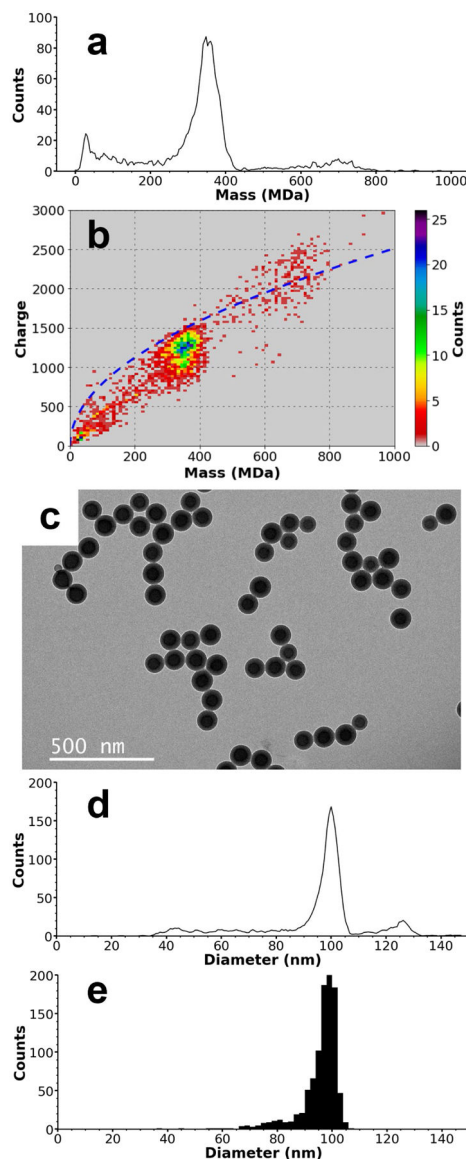 a
Counts
100
80
60
40
20
0
0 200 400 600 800 1000
Mass (MDa)
b
Charge
3000
2500
2000
1500
1000
500
0
0 200 400 600 800 1000
Mass (MDa)
25
20
15
10
5
0
Counts
c
500 nm
d
Counts
200
150
100
50
0
0 20 40 60 80 100 120 140
Diameter (nm)
e
Counts
200
150
100
50
0
0 20 40 60 80 100 120 140
Diameter (nm)